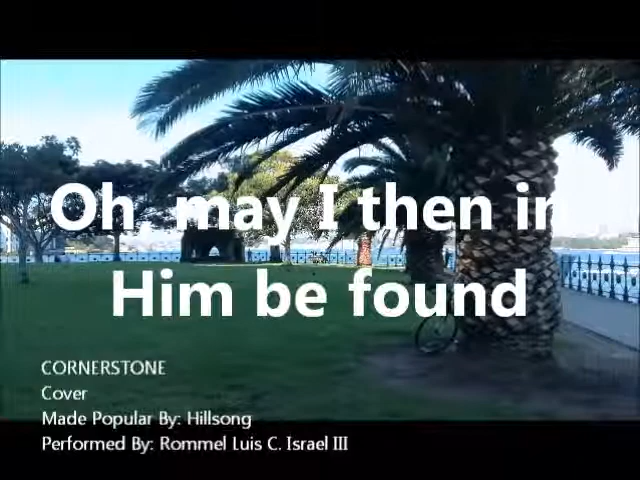 Oh may I then in
Him be found
CORNERSTONE
Cover
Made Popular By: Hillsong
Performed By: Rommel Luis C. Israel III